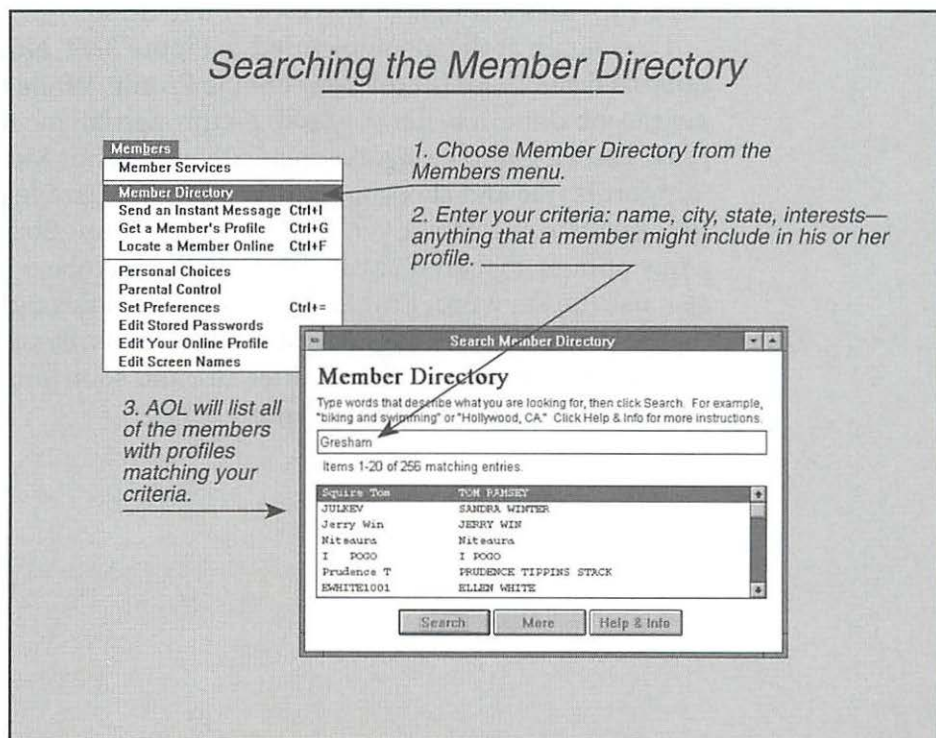 Searching the Member Directory
Members
Member Services
Member Directory
Send an Instant Message Ctrl+I
Get a Member's Profile Ctrl+G
Locate a Member Online Ctrl+F
Personal Choices
Parental Control
Set Preferences Ctrl+=
Edit Stored Passwords
Edit Your Online Profile
Edit Screen Names
1. Choose Member Directory from the
Members menu.
2. Enter your criteria: name, city, state, interests—
anything that a member might include in his or her
profile.
3. AOL will list all
of the members
with profiles
matching your
criteria.
Search Member Directory
Member Directory
Type words that describe what you are looking for, then click Search. For example,
"biking and swimming" or "Hollywood, CA." Click Help & Info for more instructions.
Gresham
Items 1-20 of 256 matching entries.
Squire Tom TOM RAMSEY
JULKEV SANDRA WINTER
Jerry Win JERRY WIN
Niteaura Niteaura
I POGO I POGO
Prudence T PRUDENCE TIPPINS STACK
EWHITE1001 ELLEN WHITE
Search More Help & Info